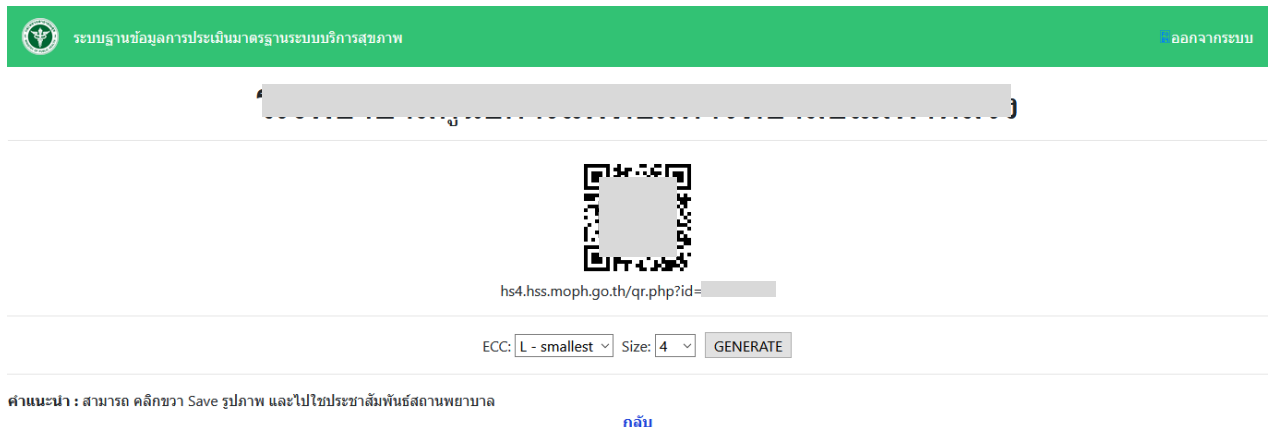 ระบบฐานข้อมูลการประเมินมาตรฐานระบบบริการสุขภาพ
ออกจากระบบ
hs4.hss.moph.go.th/qr.php?id=
ECC: L - smallest Size: 4 GENERATE
คำแนะนำ : สามารถ คลิกขวา Save รูปภาพ และไปใชประชาสัมพันธ์สถานพยาบาล
กลับ